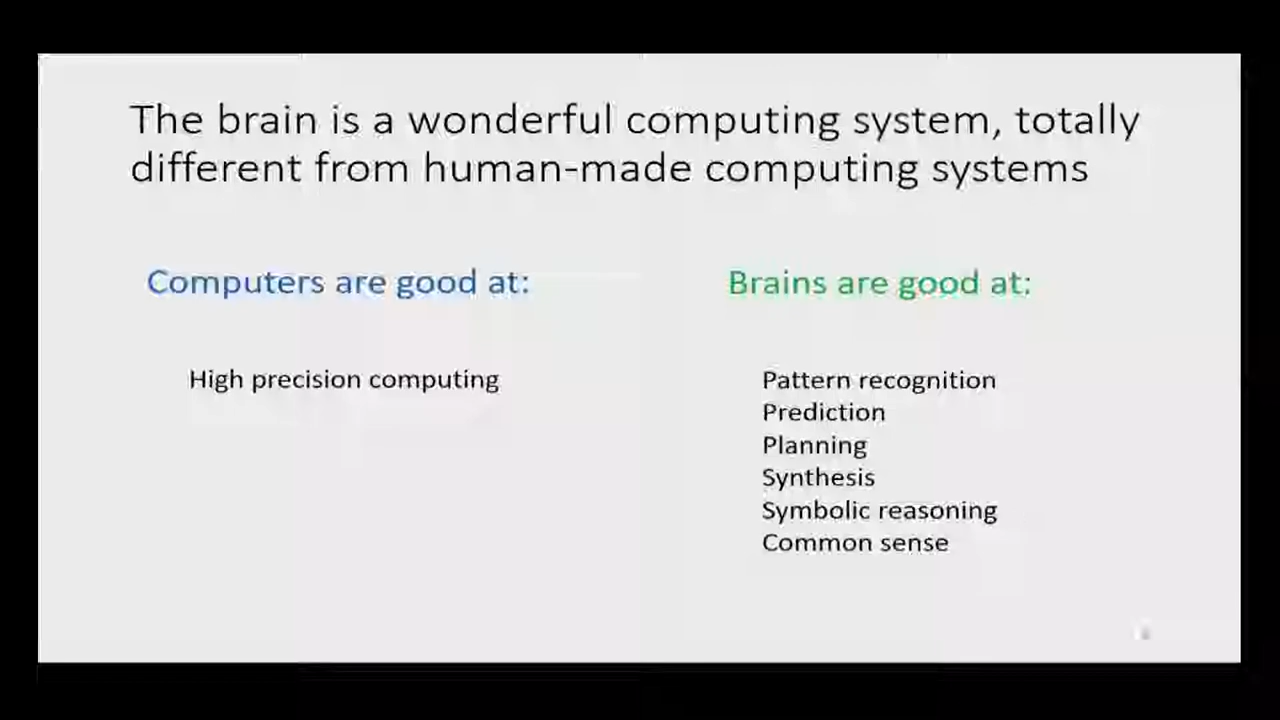 The brain is a wonderful computing system, totally
different from human-made computing systems
Computers are good at:
High precision computing
Brains are good at:
Pattern recognition
Prediction
Planning
Synthesis
Symbolic reasoning
Common sense